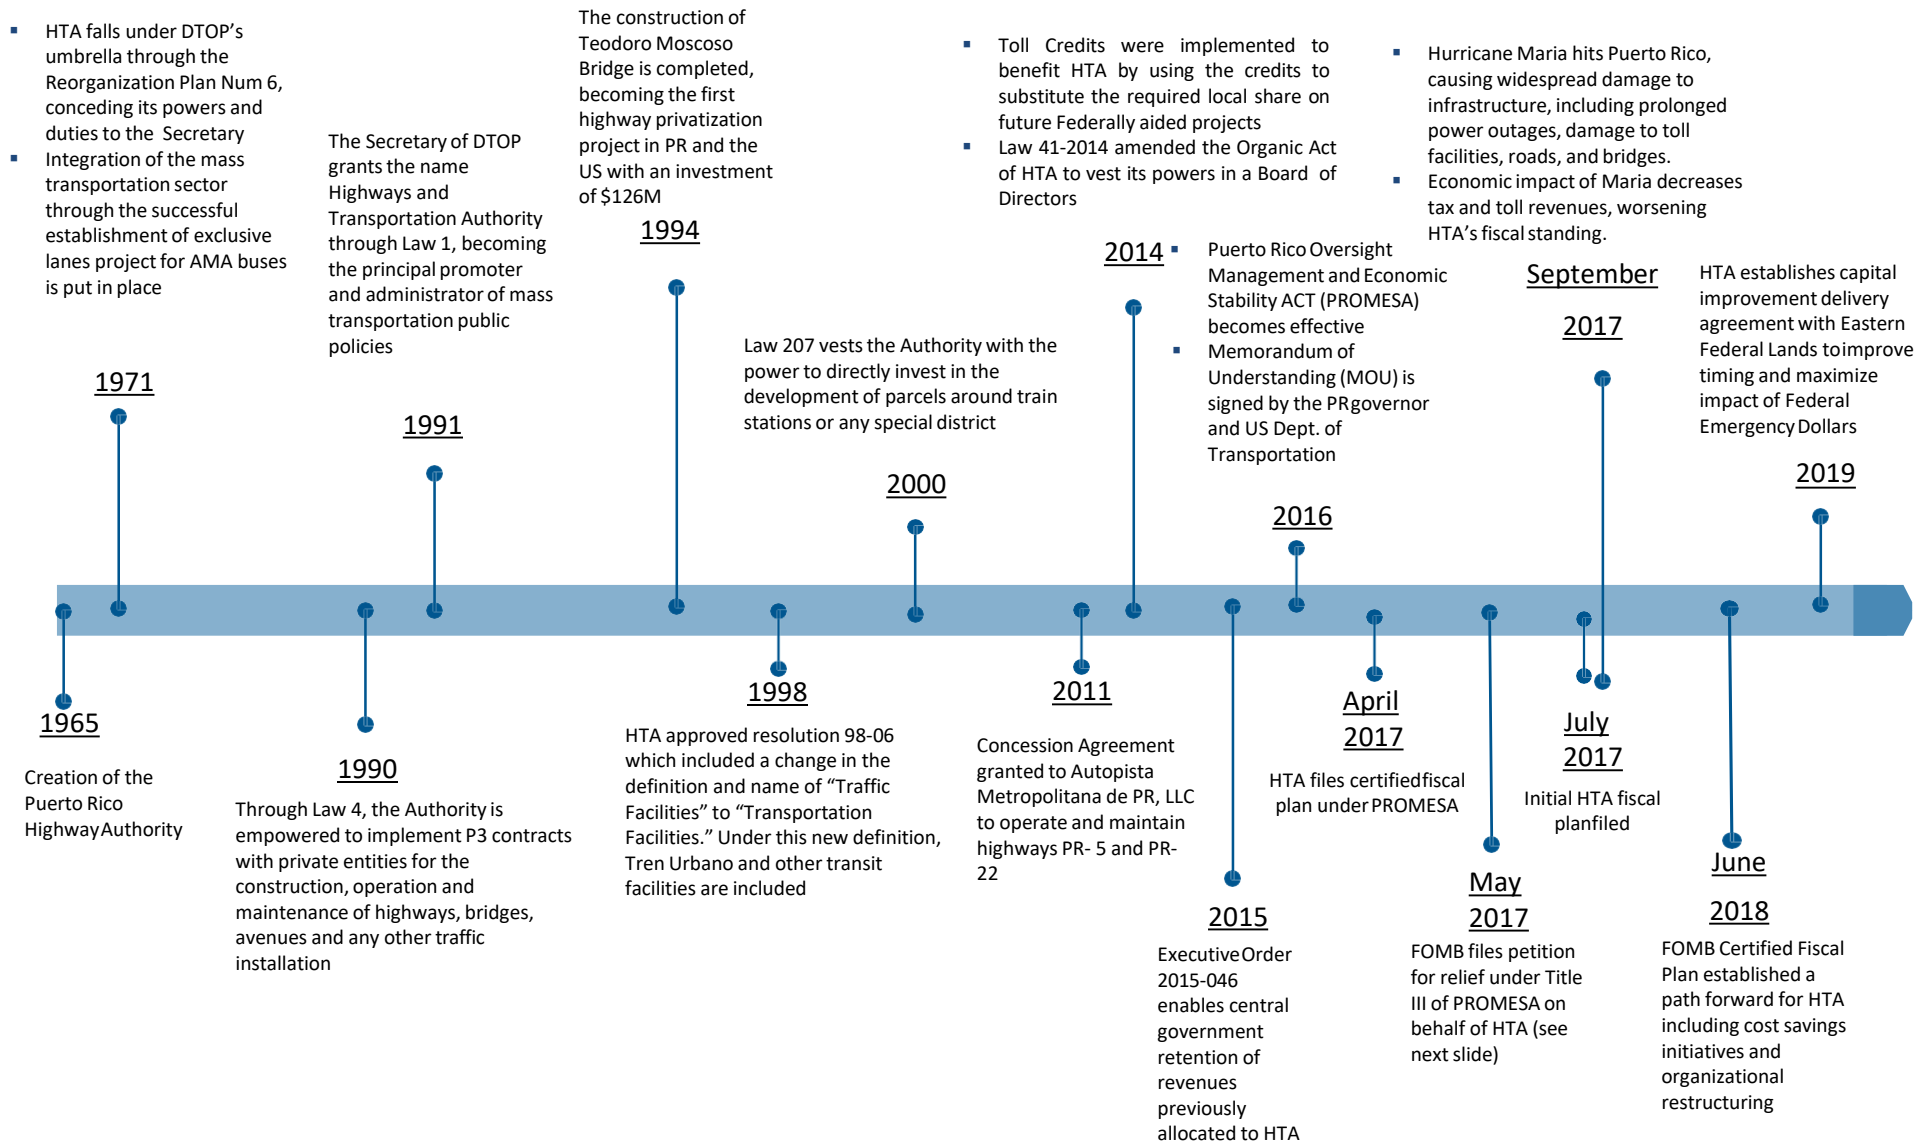 ▪ HTA falls under DTOP's
umbrella through the
Reorganization Plan Num 6,
conceding its powers and
duties to the Secretary
▪ Integration of the mass
transportation sector
through the successful
establishment of exclusive
lanes project for AMA buses
is put in place
1971
The Secretary of DTOP
grants the name
Highways and
Transportation Authority
through Law 1, becoming
the principal promoter
and administrator of mass
transportation public
policies
1991
The construction of
Teodoro Moscoso
Bridge is completed,
becoming the first
highway privatization
project in PR and the
US with an investment
of $126M
1994
Law 207 vests the Authority with the
power to directly invest in the
development of parcels around train
stations or any special district
2000
▪ Toll Credits were implemented to
benefit HTA by using the credits to
substitute the required local share on
future Federally aided projects
▪ Law 41-2014 amended the Organic Act
of HTA to vest its powers in a Board of
Directors
2014
▪ Puerto Rico Oversight
Management and Economic
Stability ACT (PROMESA)
becomes effective
▪ Memorandum of
Understanding (MOU) is
signed by the PR governor
and US Dept. of
Transportation
2016
▪ Hurricane Maria hits Puerto Rico,
causing widespread damage to
infrastructure, including prolonged
power outages, damage to toll
facilities, roads, and bridges.
▪ Economic impact of Maria decreases
tax and toll revenues, worsening
HTA's fiscal standing.
September
2017
HTA establishes capital
improvement delivery
agreement with Eastern
Federal Lands to improve
timing and maximize
impact of Federal
Emergency Dollars
2019
1965
Creation of the
Puerto Rico
Highway Authority
1990
Through Law 4, the Authority is
empowered to implement P3 contracts
with private entities for the
construction, operation and
maintenance of highways, bridges,
avenues and any other traffic
installation
1998
HTA approved resolution 98-06
which included a change in the
definition and name of “Traffic
Facilities” to “Transportation
Facilities.” Under this new definition,
Tren Urbano and other transit
facilities are included
2011
Concession Agreement
granted to Autopista
Metropolitana de PR, LLC
to operate and maintain
highways PR- 5 and PR-
22
2015
Executive Order
2015-046
enables central
government
retention of
revenues
previously
allocated to HTA
April
2017
HTA files certified fiscal
plan under PROMESA
May
2017
FOMB files petition
for relief under Title
III of PROMESA on
behalf of HTA (see
next slide)
July
2017
Initial HTA fiscal
plan filed
June
2018
FOMB Certified Fiscal
Plan established a
path forward for HTA
including cost savings
initiatives and
organizational
restructuring